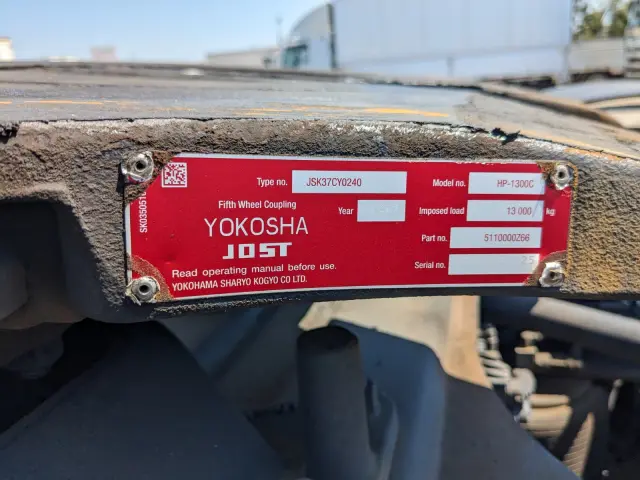 Type no. JSK37CY0240
Model no. HP-1300C
Fifth Wheel Coupling
Year
Imposed load 13 000 kg
YOKOSHA
JOST
Part no. 5110000Z66
Serial no.
Read operating manual before use.
YOKOHAMA SHARYO KOGYO CO LTD.